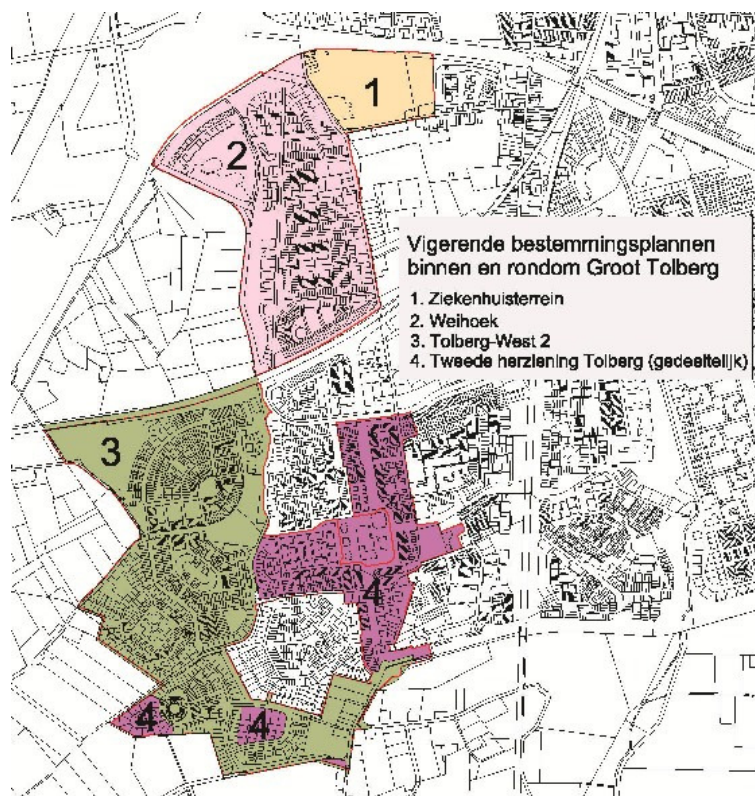 1
2
Vigerende bestemmingsplannen
binnen en rondom Groot Tolberg
1. Ziekenhuisterrein
2. Weihoek
3. Tolberg-West 2
4. Tweede herziening Tolberg (gedeeltelijk)
3
4
4
4